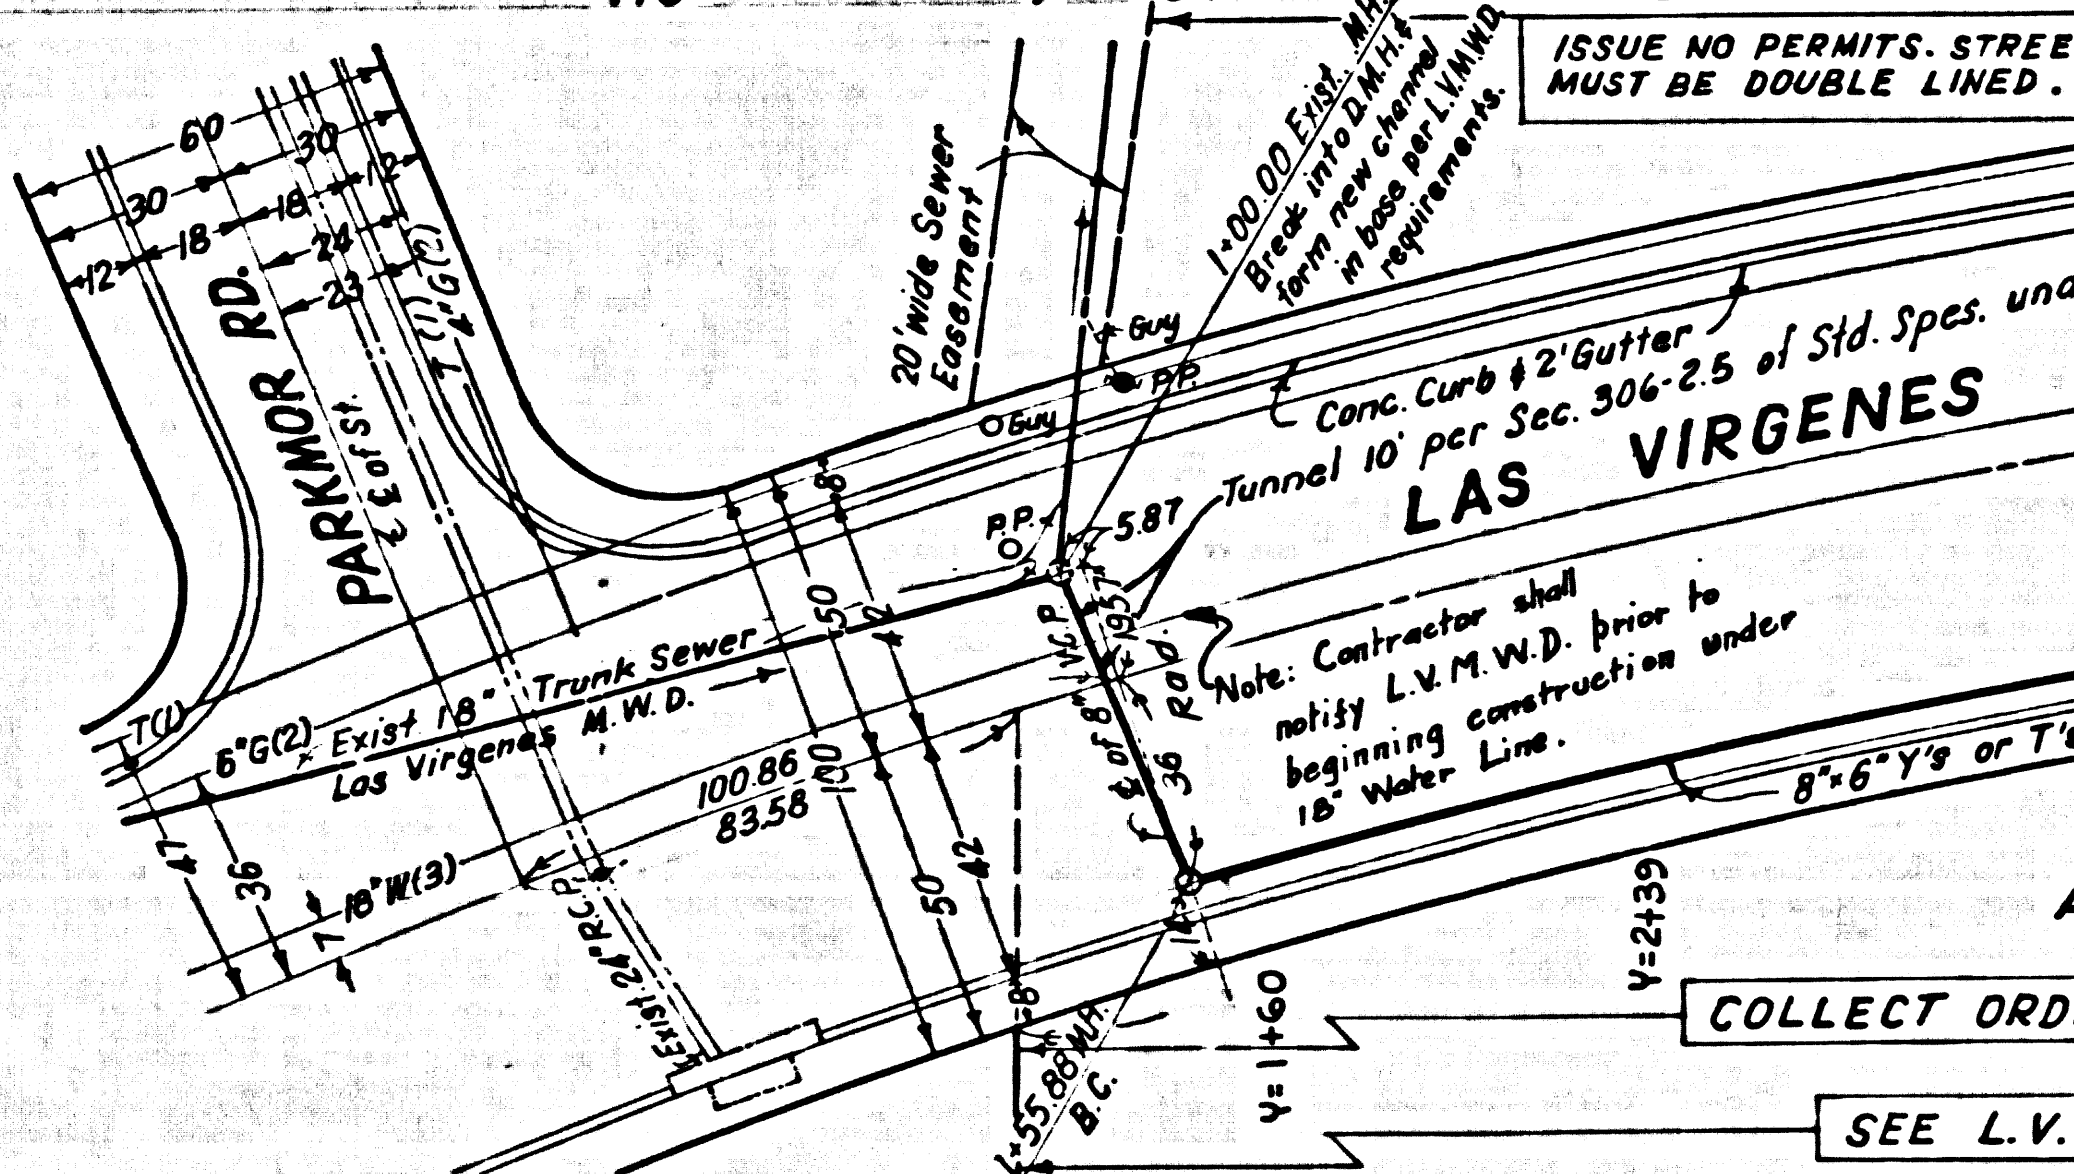 ISSUE NO PERMITS. STREE
MUST BE DOUBLE LINED.
1+00.00 Exist. M.H.
Break into D.M.H. &
form new channel
in base per L.V.M.W.D.
requirements.
60
30
30
12
18
18
12
24
23
T (1)
4"G(2)
PARKMOR RD.
℄ of St.
20' wide Sewer
Easement
Guy
P.P.
Guy
Conc. Curb & 2' Gutter
Tunnel 10' per Sec. 306-2.5 of Std. Spes. und
LAS VIRGENES
P.P.
5.87
19.57
8
50
42
V.C.P.
℄ of 8"
Rad.
36
Note: Contractor shall
notify L.V.M.W.D. prior to
beginning construction under
18" Water Line.
T(1)
6"G(2)
Exist 18" Trunk Sewer
Las Virgenes M.W.D.
100.86
83.58
100
47
36
7
18"W(3)
Exist. 24" R.C.P.
50
42
8
14
8"x6" Y's or T's
Y=2+39
Y=1+60
COLLECT ORD
1+55.88 M.H.
B.C.
SEE L.V.